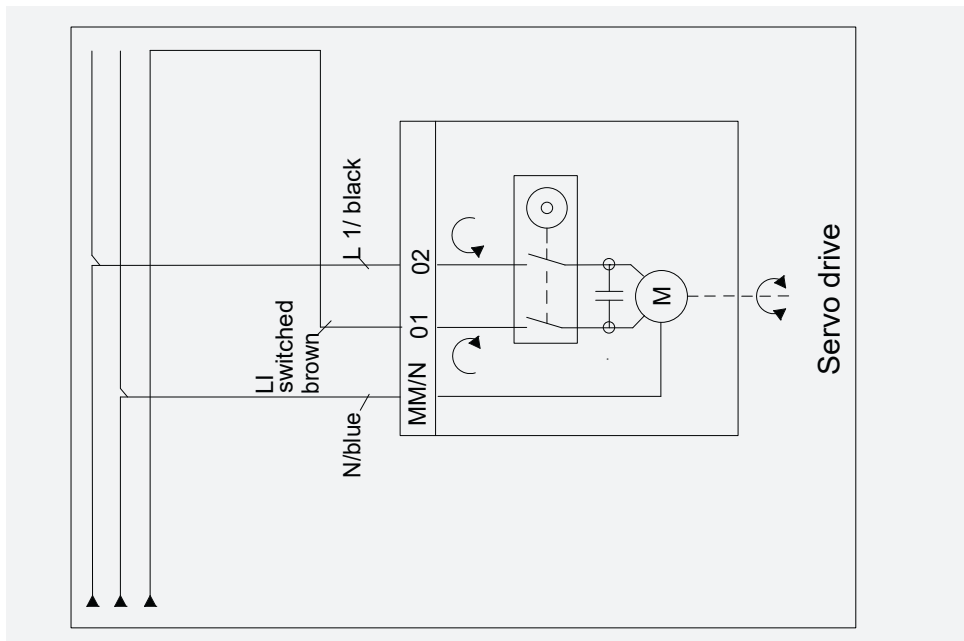 L 1/ black
LI
switched
brown
N/blue
02
01
MM/N
M
Servo drive